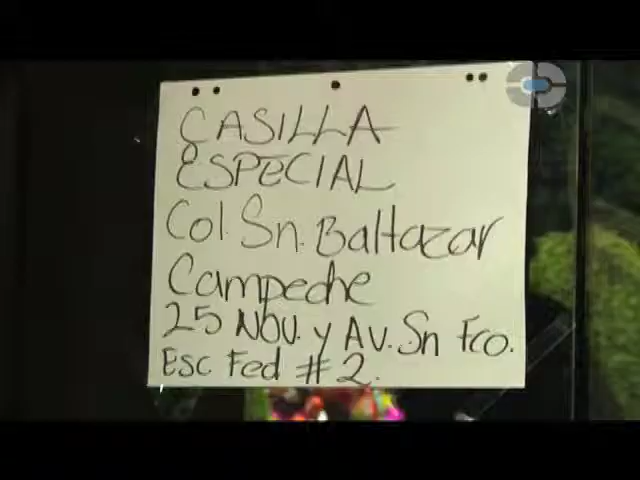 CASILLA
ESPECIAL
Col. Sn. Baltazar
Campeche
25 Nov. y Av. Sn Fco.
Esc Fed #2.